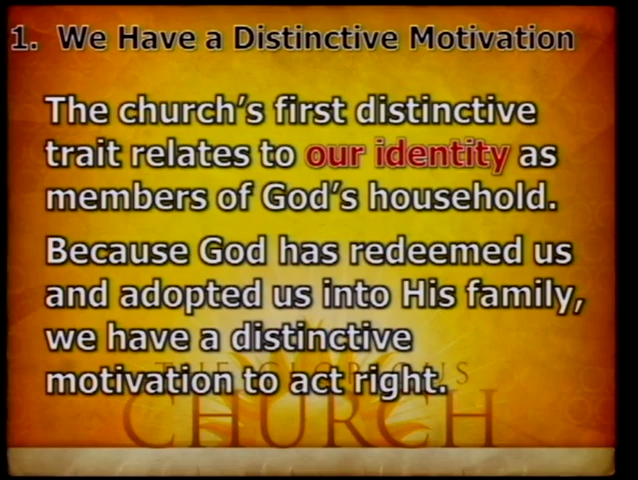 1. We Have a Distinctive Motivation
The church's first distinctive
trait relates to our identity as
members of God's household.
Because God has redeemed us
and adopted us into His family,
we have a distinctive
motivation to act right.
THE GLORIOUS
CHURCH